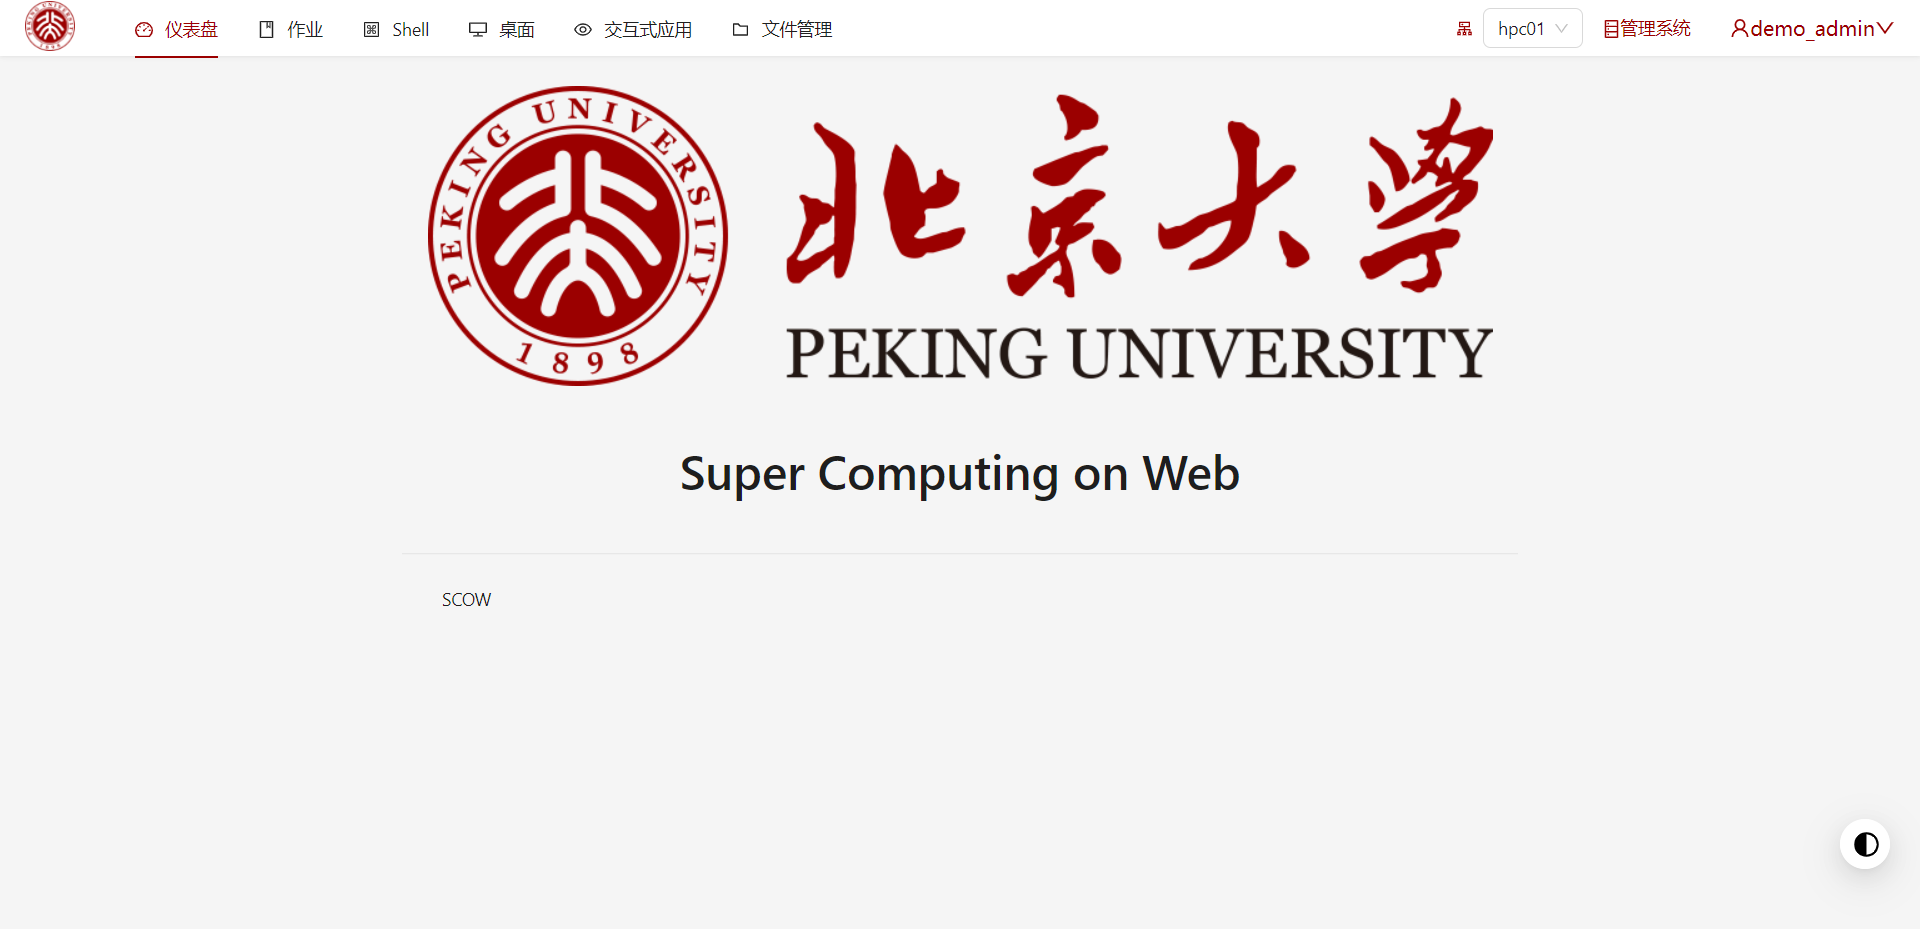 仪表盘 作业 Shell 桌面 交互式应用 文件管理 hpc01 管理系统 demo_admin
PEKING UNIVERSITY
1898
北京大学
PEKING UNIVERSITY
Super Computing on Web
SCOW